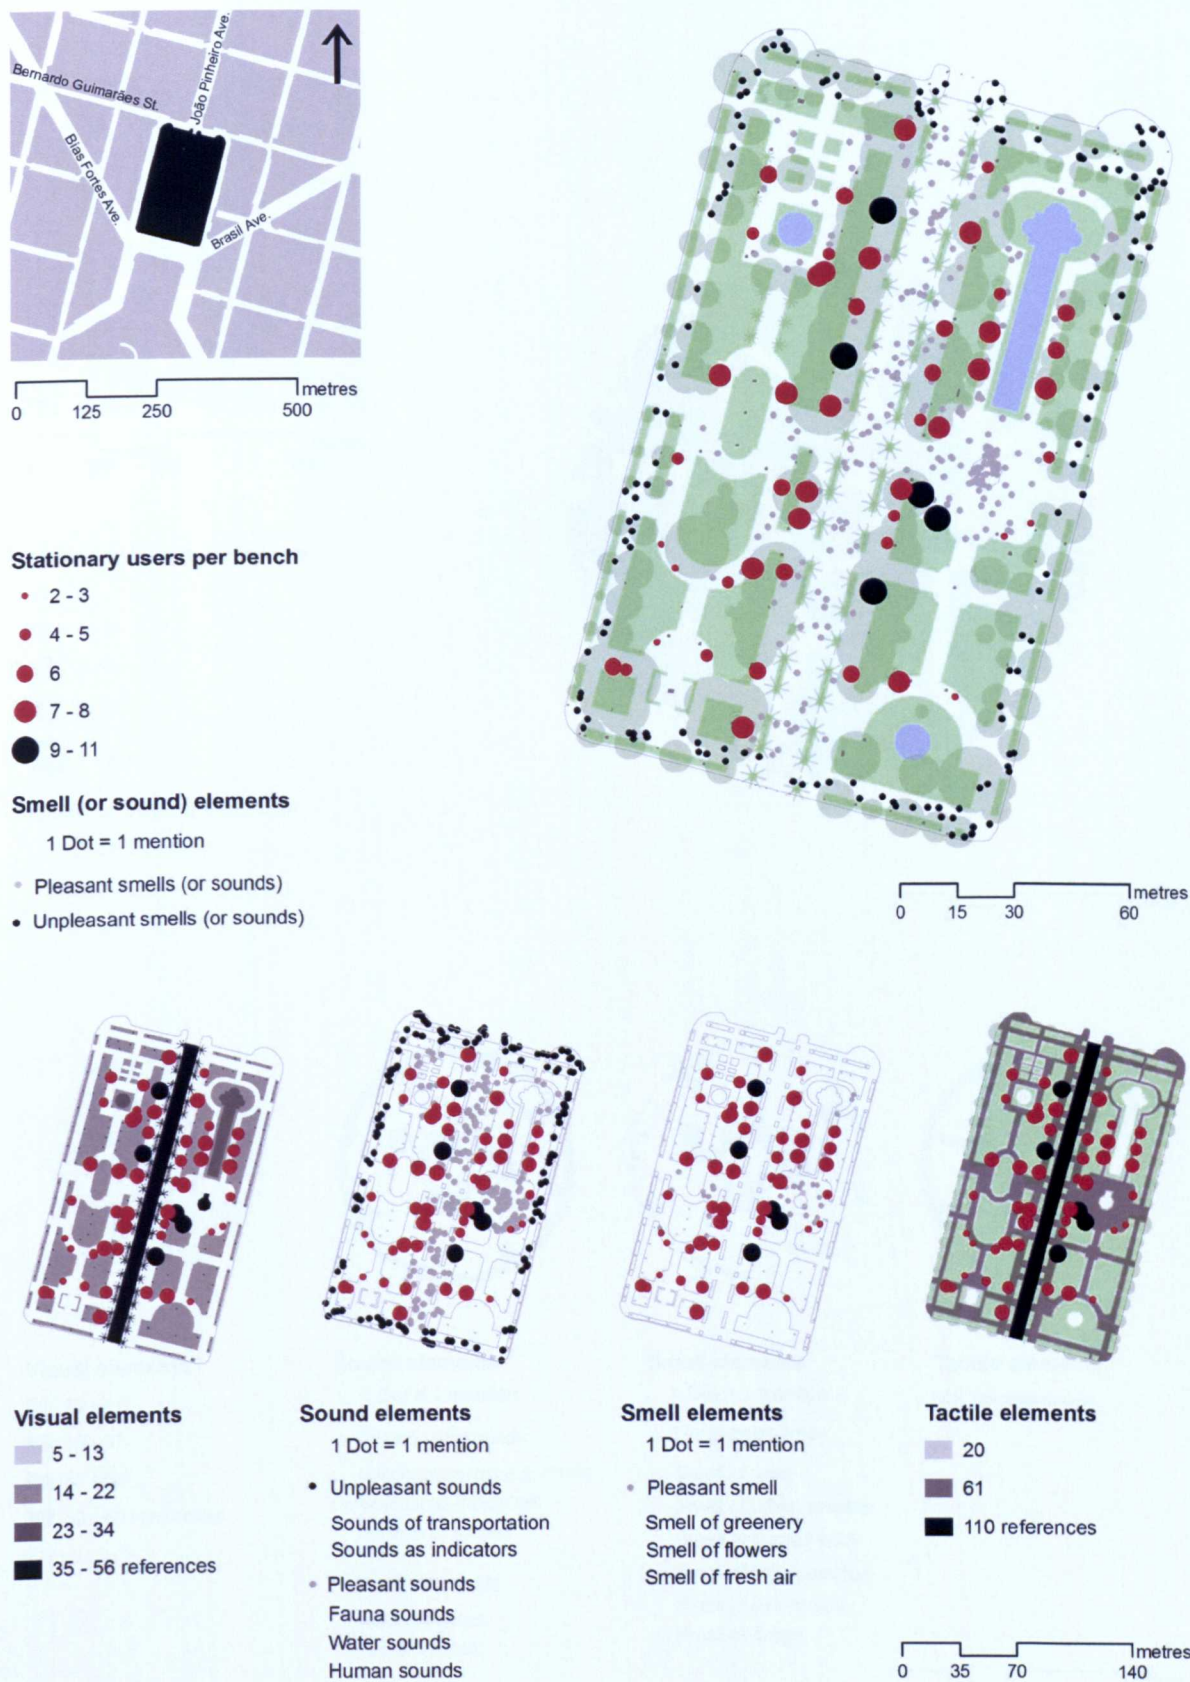 João Pinheiro Ave.
Bernardo Guimarães St.
Bias Fortes Ave.
Brasil Ave.
metres
0 125 250 500
Stationary users per bench
2 - 3
4 - 5
6
7 - 8
9 - 11
Smell (or sound) elements
1 Dot = 1 mention
Pleasant smells (or sounds)
Unpleasant smells (or sounds)
metres
0 15 30 60
Visual elements
5 - 13
14 - 22
23 - 34
35 - 56 references
Sound elements
1 Dot = 1 mention
Unpleasant sounds
Sounds of transportation
Sounds as indicators
Pleasant sounds
Fauna sounds
Water sounds
Human sounds
Smell elements
1 Dot = 1 mention
Pleasant smell
Smell of greenery
Smell of flowers
Smell of fresh air
Tactile elements
20
61
110 references
metres
0 35 70 140